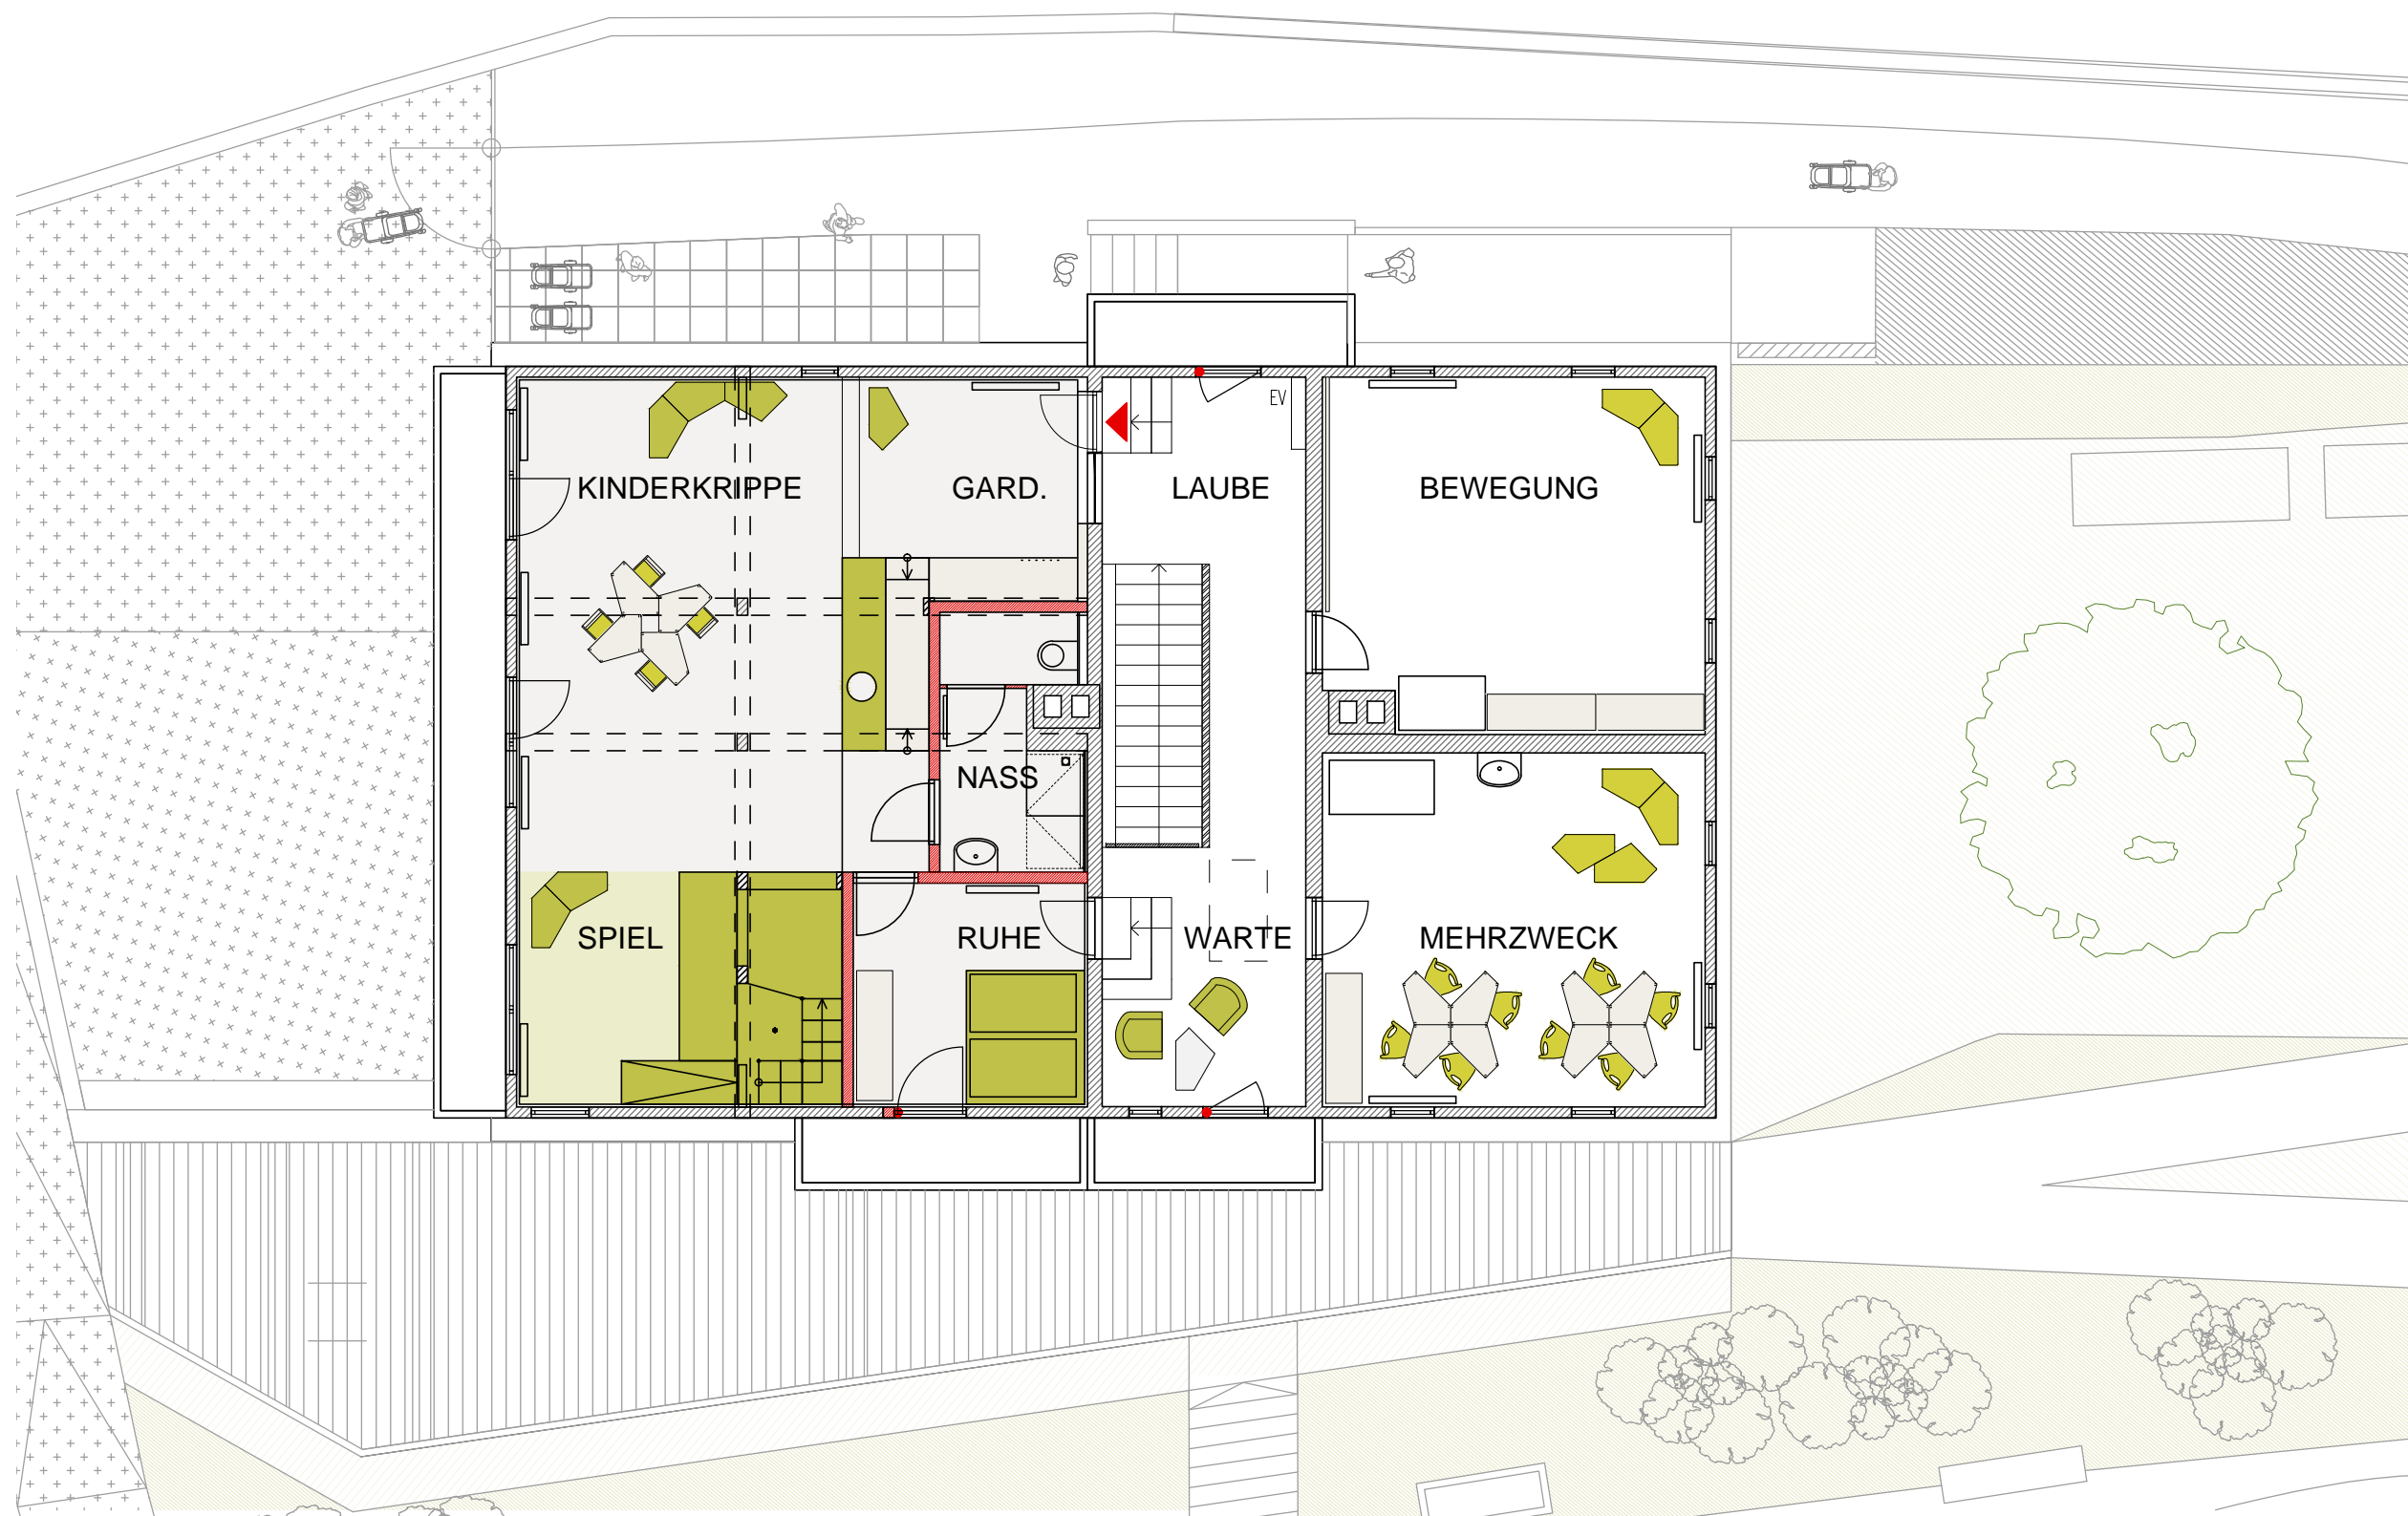 EV
KINDERKRIPPE
GARD.
LAUBE
BEWEGUNG
NASS
SPIEL
RUHE
WARTE
MEHRZWECK